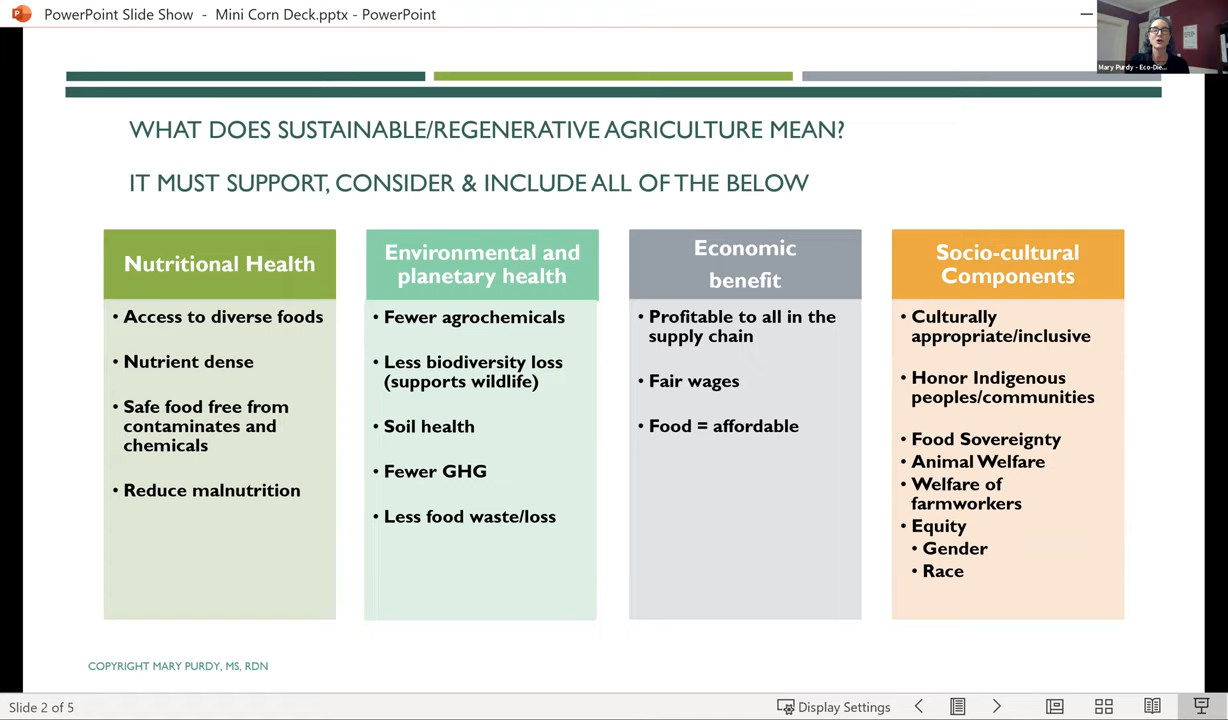 PowerPoint Slide Show - Mini Corn Deck.pptx - PowerPoint
Mary Purdy - Eco-Die...
WHAT DOES SUSTAINABLE/REGENERATIVE AGRICULTURE MEAN?
IT MUST SUPPORT, CONSIDER & INCLUDE ALL OF THE BELOW
Nutritional Health
• Access to diverse foods
• Nutrient dense
• Safe food free from
contaminates and
chemicals
• Reduce malnutrition
Environmental and
planetary health
• Fewer agrochemicals
• Less biodiversity loss
(supports wildlife)
• Soil health
• Fewer GHG
• Less food waste/loss
Economic
benefit
• Profitable to all in the
supply chain
• Fair wages
• Food = affordable
Socio-cultural
Components
• Culturally
appropriate/inclusive
• Honor Indigenous
peoples/communities
• Food Sovereignty
• Animal Welfare
• Welfare of
farmworkers
• Equity
• Gender
• Race
COPYRIGHT MARY PURDY, MS, RDN
Slide 2 of 5
Display Settings